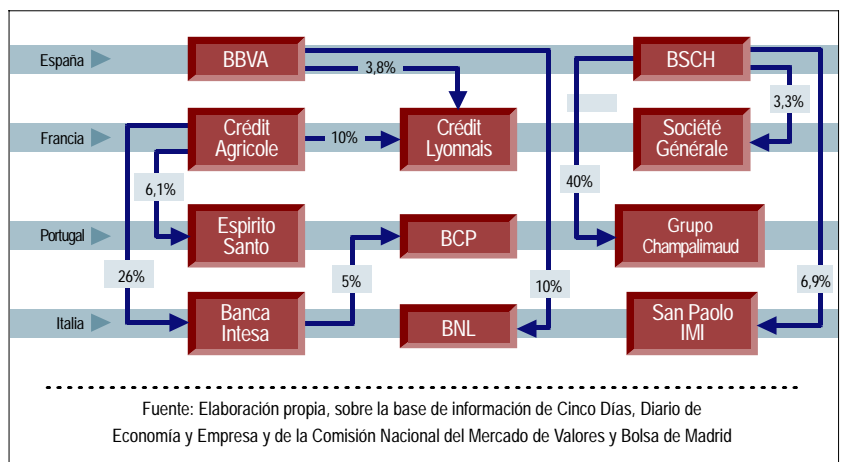 España
BBVA
BSCH
3,8%
3,3%
Francia
Crédit
Agricole
10%
Crédit
Lyonnais
Société
Générale
6,1%
40%
Portugal
Espirito
Santo
BCP
Grupo
Champalimaud
26%
5%
10%
6,9%
Italia
Banca
Intesa
BNL
San Paolo
IMI
Fuente: Elaboración propia, sobre la base de información de Cinco Días, Diario de
Economía y Empresa y de la Comisión Nacional del Mercado de Valores y Bolsa de Madrid